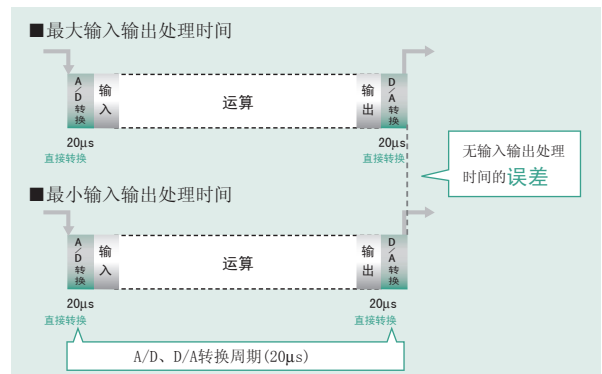 ■最大输入输出处理时间
A/D转换
输入
运算
输出
D/A转换
20μs
20μs
直接转换
直接转换
无输入输出处理
时间的误差
■最小输入输出处理时间
A/D转换
输入
运算
输出
D/A转换
20μs
20μs
直接转换
直接转换
A/D、D/A转换周期(20μs)